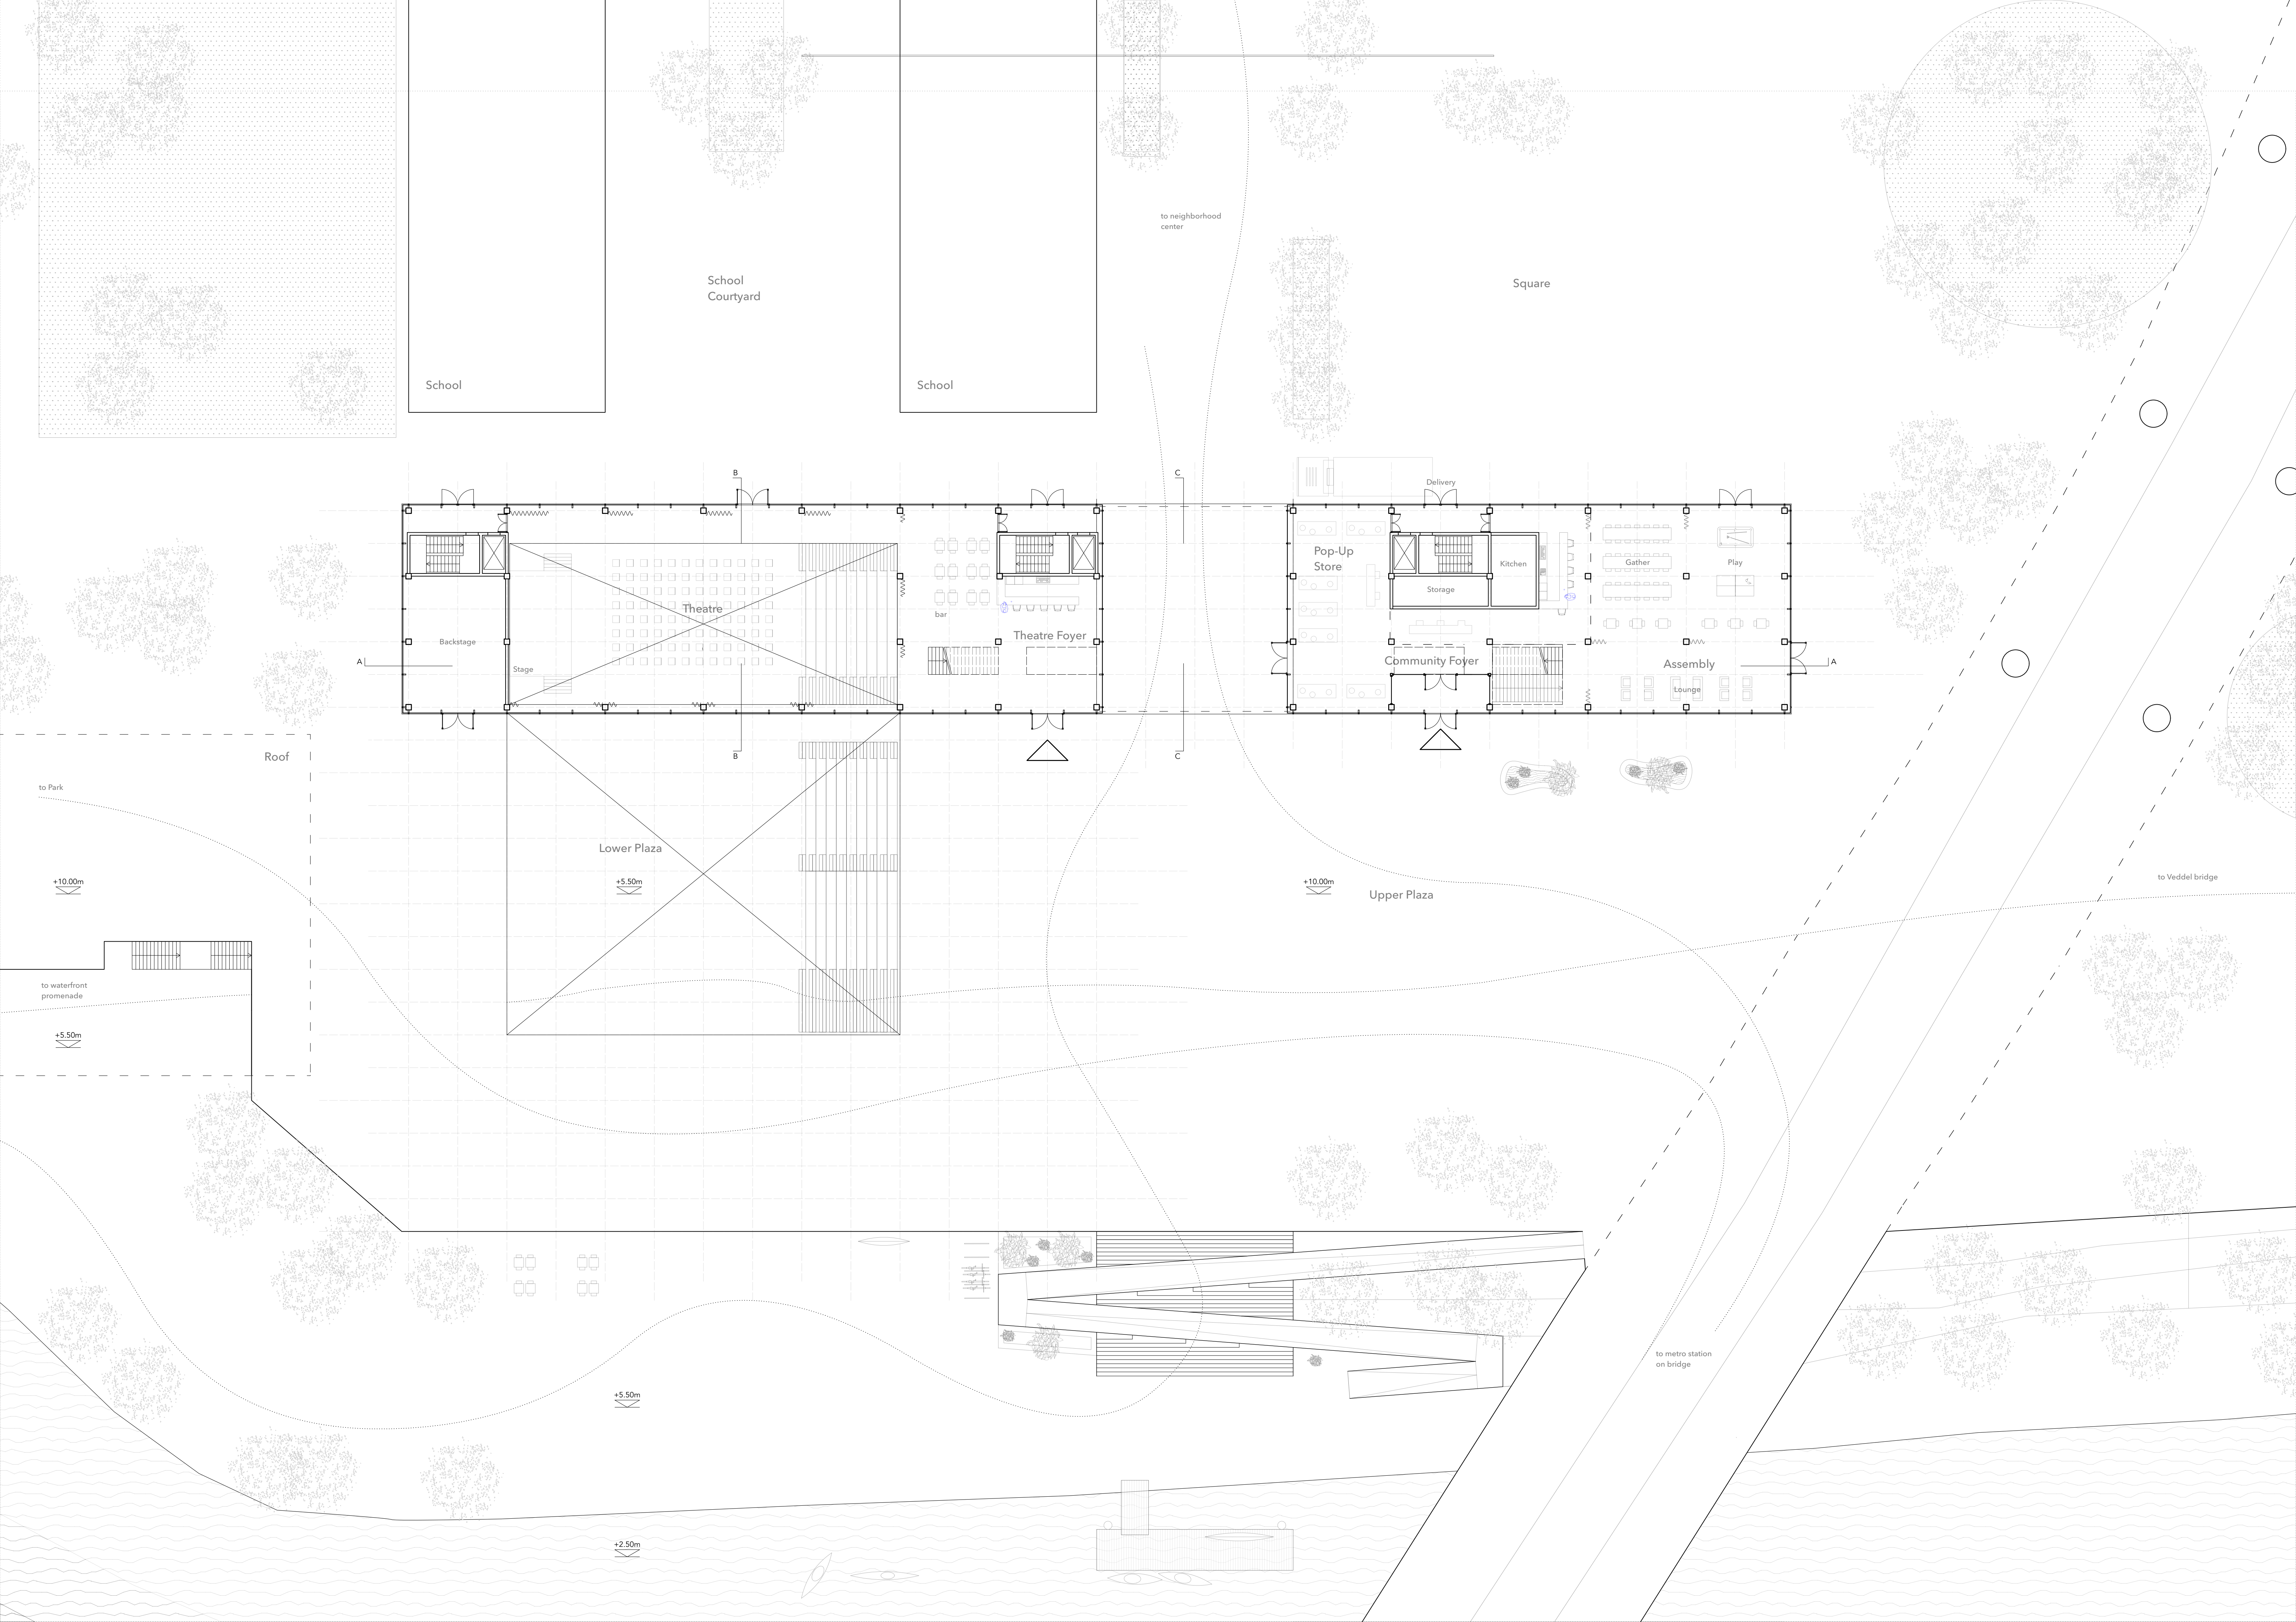 to neighborhood
center
School
Courtyard
Square
School
School
B
C
Delivery
Pop-Up
Store
Kitchen
Gather
Play
Storage
Theatre
bar
Theatre Foyer
Backstage
A
Stage
Community Foyer
Assembly
A
Lounge
B
C
Roof
to Park
Lower Plaza
+10.00m
+5.50m
+10.00m
Upper Plaza
to Veddel bridge
to waterfront
promenade
+5.50m
to metro station
on bridge
+5.50m
+2.50m